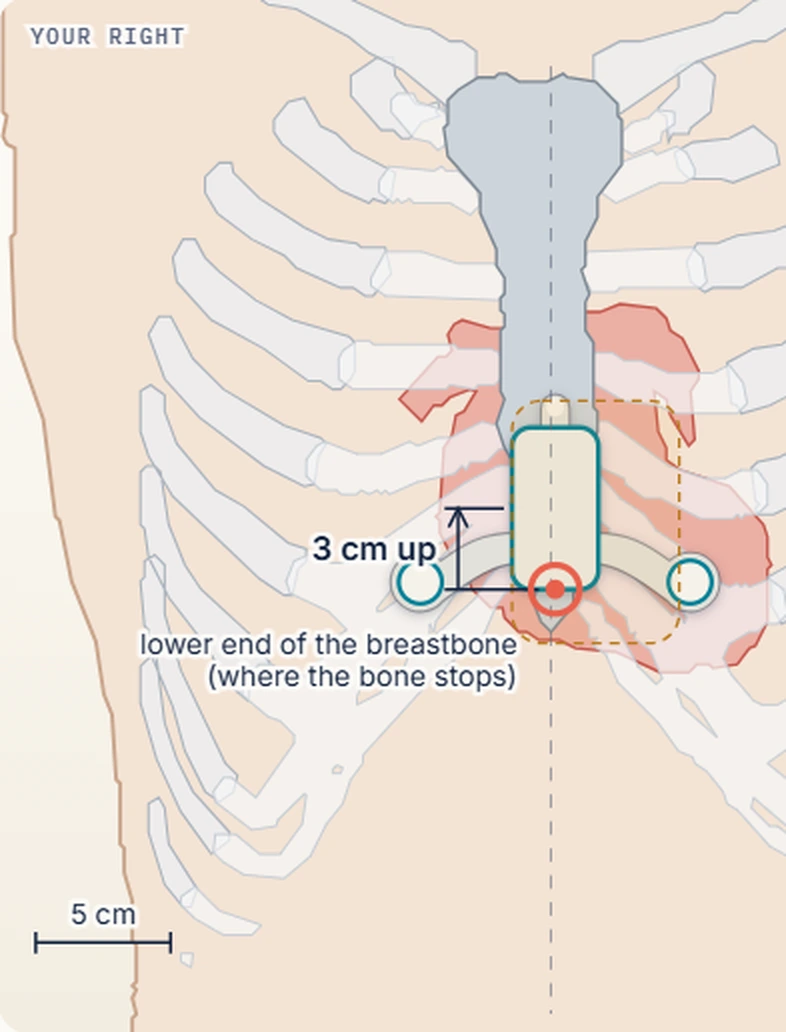 YOUR RIGHT
3 cm up
lower end of the breastbone
(where the bone stops)
5 cm